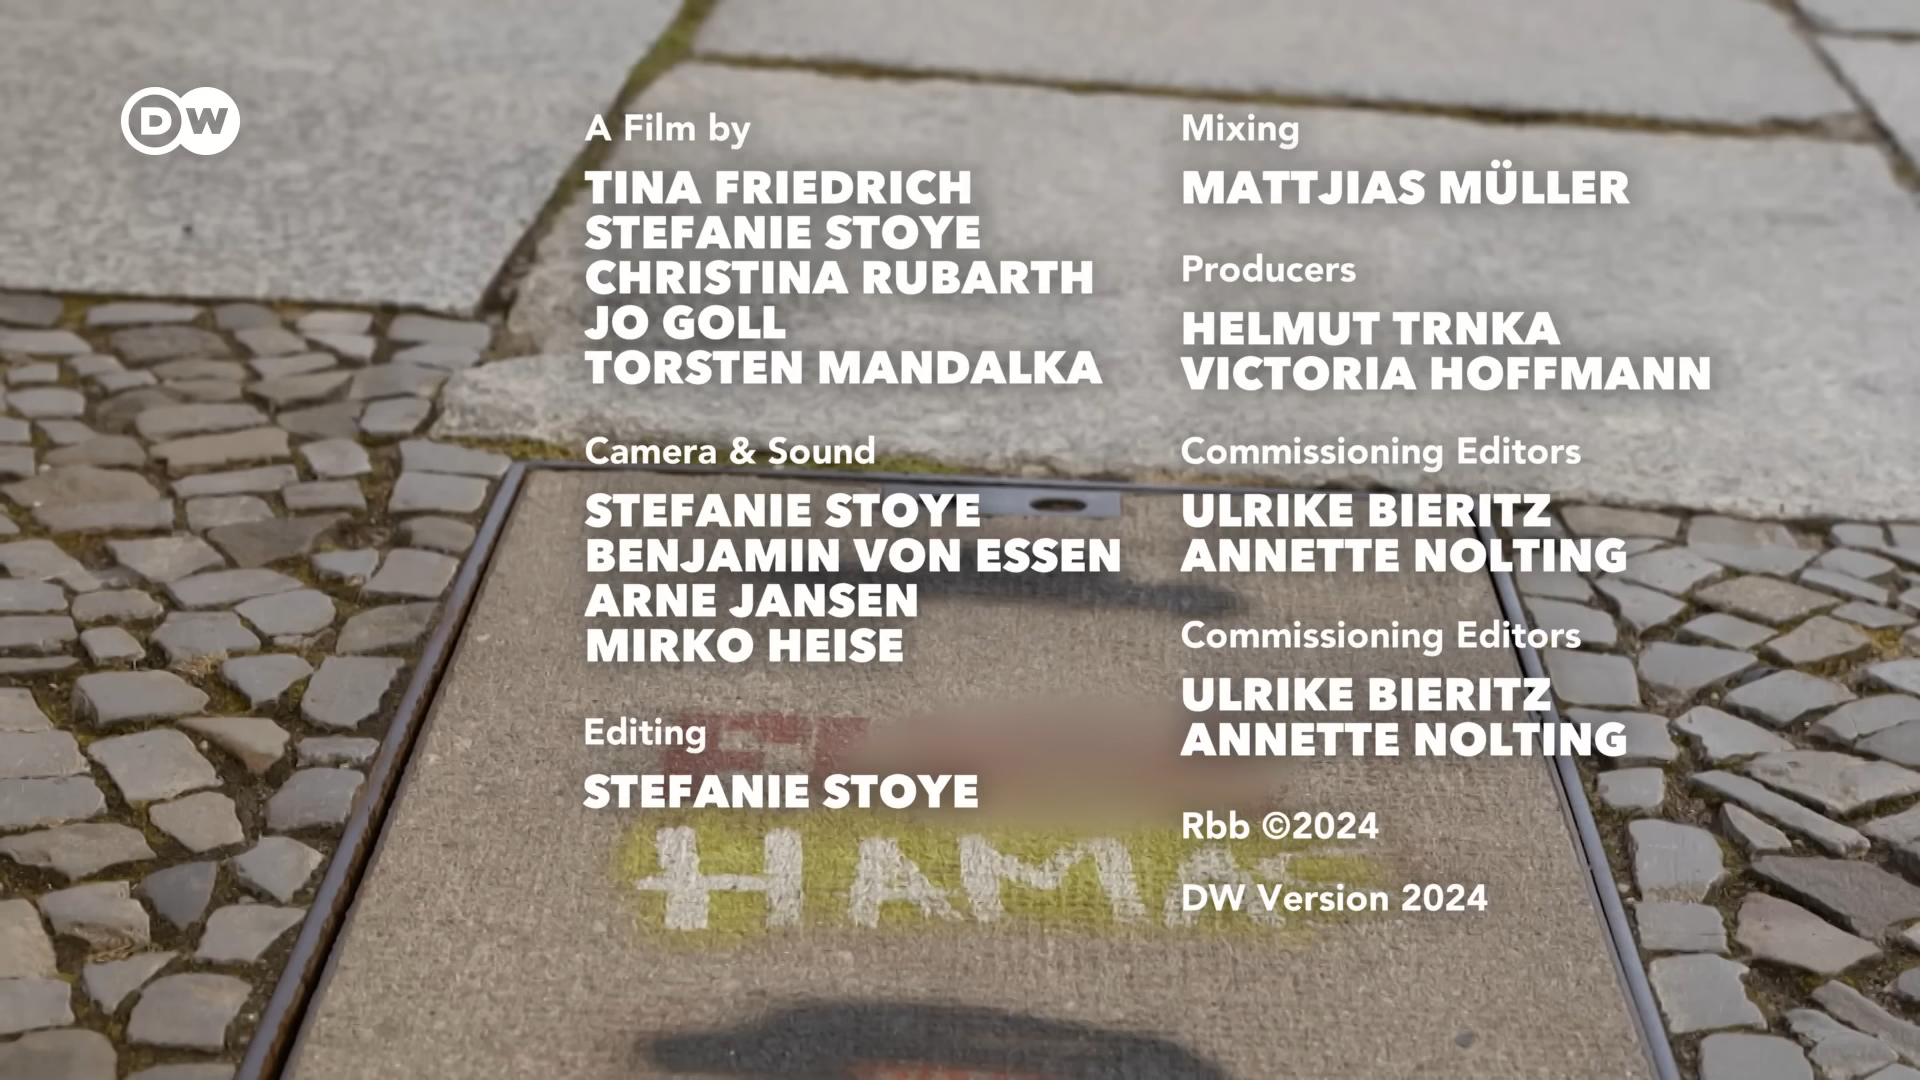 DW
A Film by
TINA FRIEDRICH
STEFANIE STOYE
CHRISTINA RUBARTH
JO GOLL
TORSTEN MANDALKA
Camera & Sound
STEFANIE STOYE
BENJAMIN VON ESSEN
ARNE JANSEN
MIRKO HEISE
Editing
STEFANIE STOYE
Mixing
MATTJIAS MÜLLER
Producers
HELMUT TRNKA
VICTORIA HOFFMANN
Commissioning Editors
ULRIKE BIERITZ
ANNETTE NOLTING
Commissioning Editors
ULRIKE BIERITZ
ANNETTE NOLTING
Rbb ©2024
DW Version 2024
HAMAS